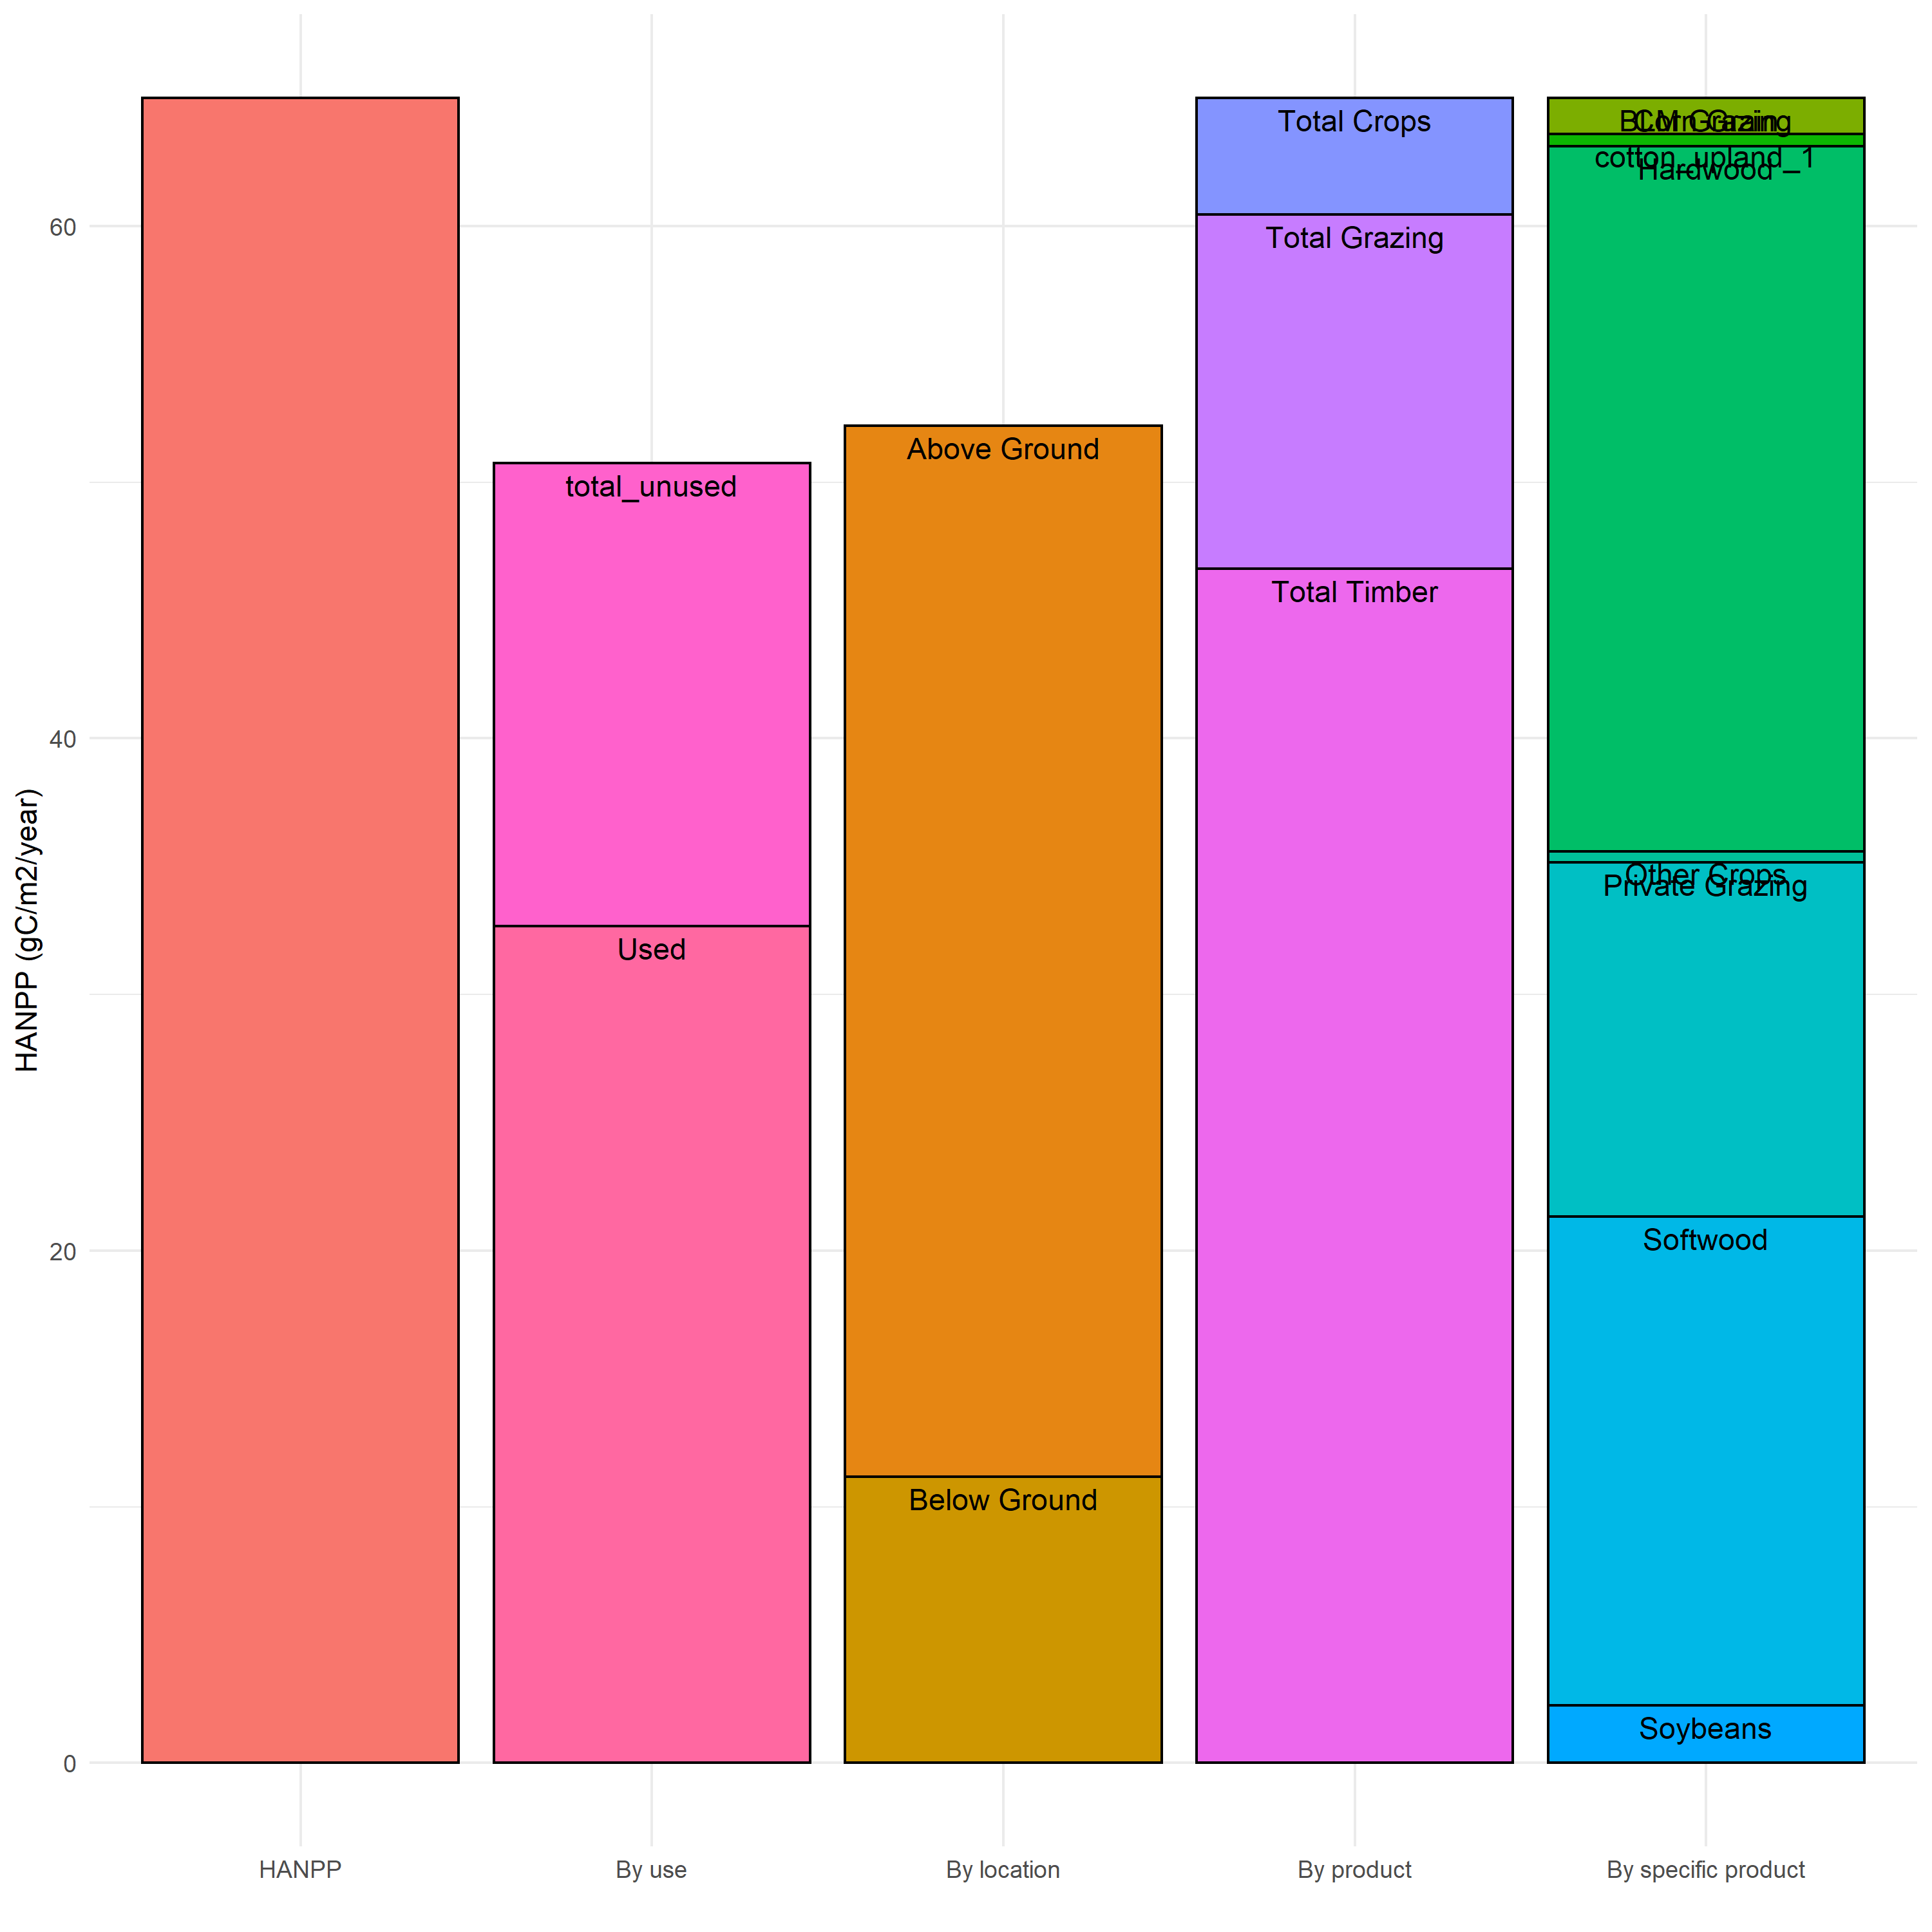 HANPP (gC/m2/year)
60
40
20
0
total_unused
Used
Above Ground
Below Ground
Total Crops
Total Grazing
Total Timber
BLM Grazing
Corn Grain
cotton_upland_1
Hardwood
Other Crops
Private Grazing
Softwood
Soybeans
HANPP
By use
By location
By product
By specific product